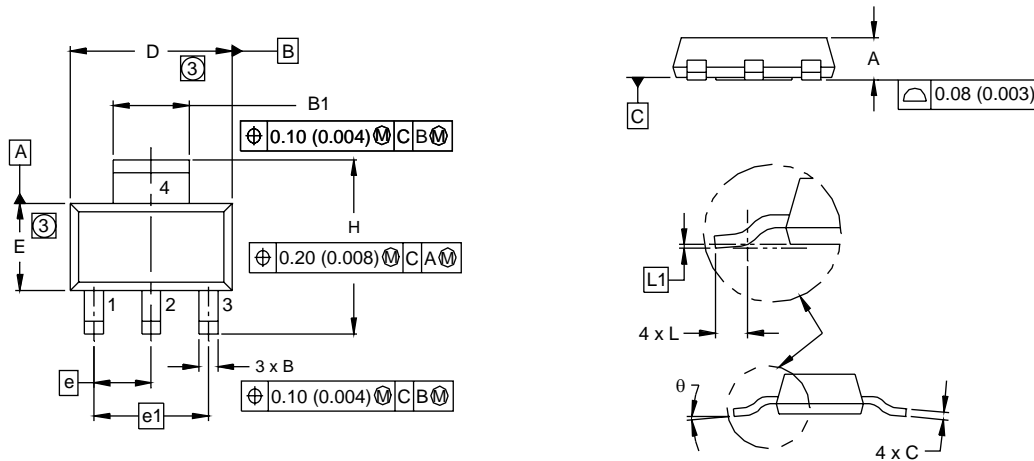 D
B
3
B1
⌖ 0.10 (0.004) Ⓜ C B Ⓜ
A
4
3
E
H
⌖ 0.20 (0.008) Ⓜ C A Ⓜ
1 2 3
3 x B
e
⌖ 0.10 (0.004) Ⓜ C B Ⓜ
e1
A
C
⌓ 0.08 (0.003)
L1
4 x L
θ
4 x C